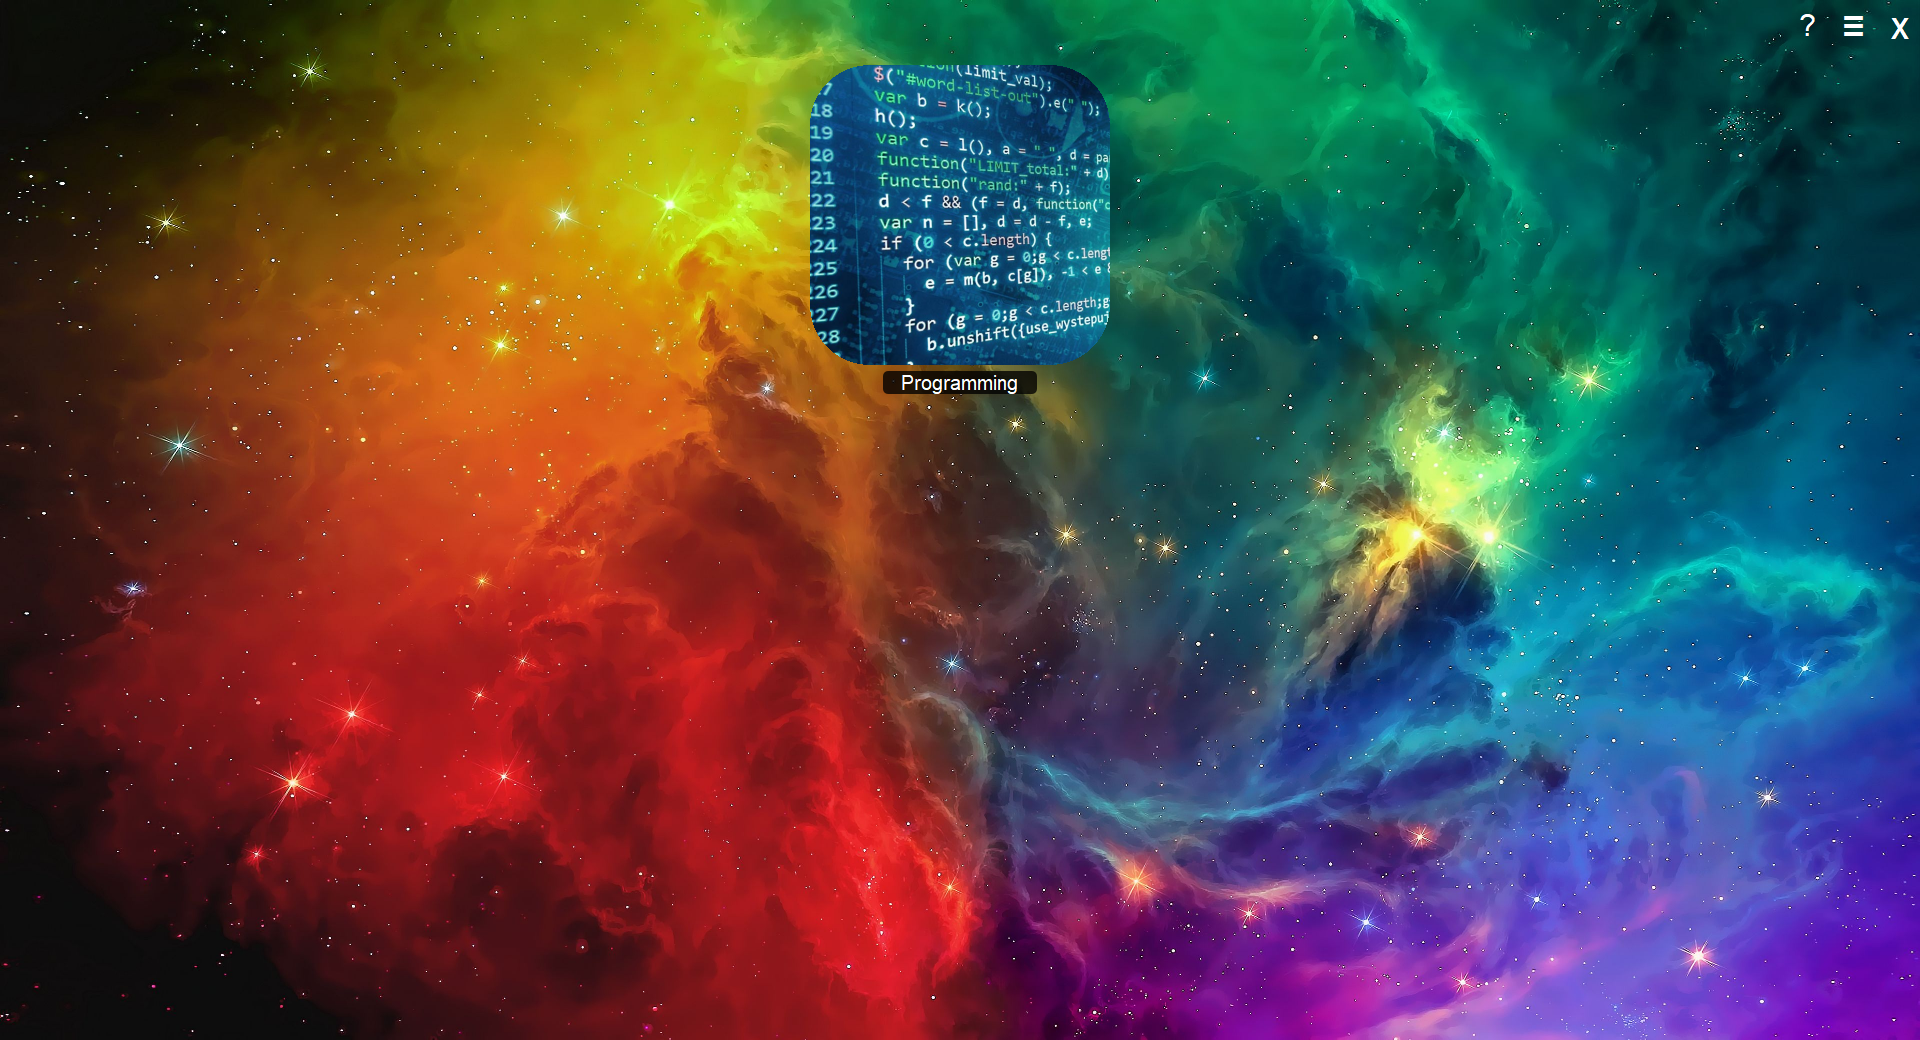 ? ☰ X
$("#word-list-out").e(" ");
var b = k();
18 h();
19 var c = l(), a = " ", d = pa
20 function("LIMIT_total:" + d)
21 function("rand:" + f);
22 d < f && (f = d, function("
23 var n = [], d = d - f, e;
24 if (0 < c.length) {
25 for (var g = 0;g < c.lengt
26 e = m(b, c[g]), -1 < e &
27 }
for (g = 0;g < c.length;g
28 b.unshift({use_wystepu
Programming